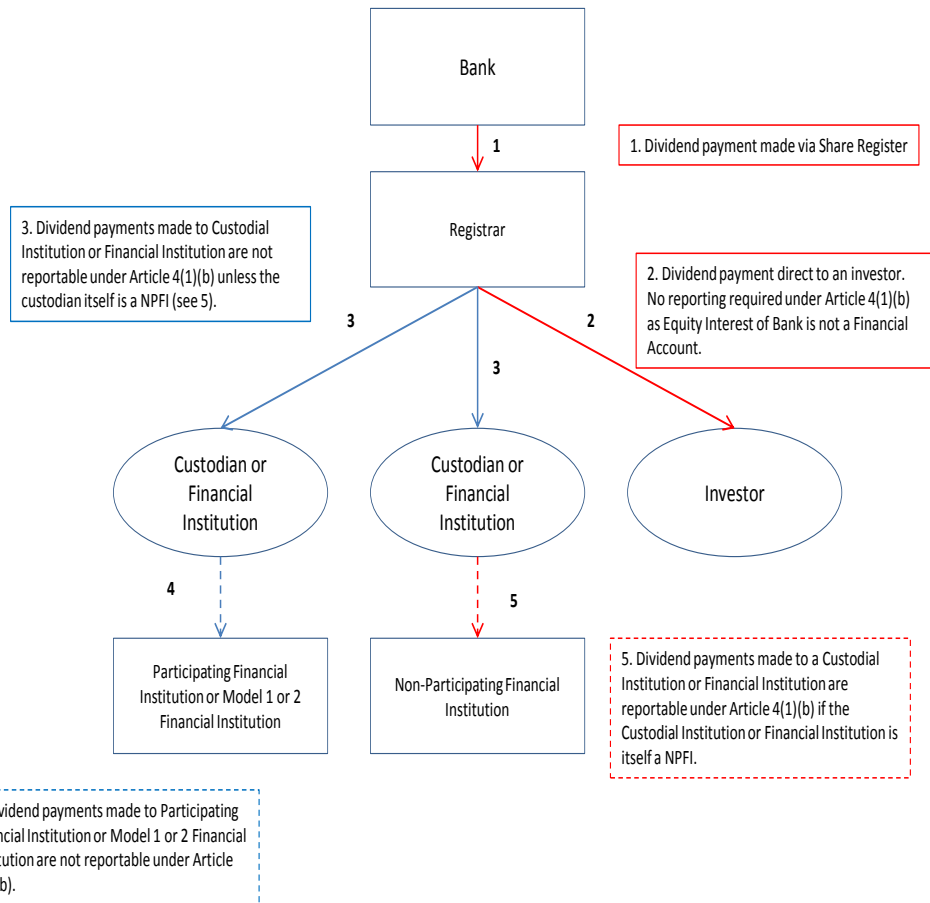 Bank
1
1. Dividend payment made via Share Register
Registrar
3. Dividend payments made to Custodial
Institution or Financial Institution are not
reportable under Article 4(1)(b) unless the
custodian itself is a NPFI (see 5).
2. Dividend payment direct to an investor.
No reporting required under Article 4(1)(b)
as Equity Interest of Bank is not a Financial
Account.
3
2
3
Custodian or
Financial
Institution
Custodian or
Financial
Institution
Investor
4
5
Participating Financial
Institution or Model 1 or 2
Financial Institution
Non-Participating Financial
Institution
5. Dividend payments made to a Custodial
Institution or Financial Institution are
reportable under Article 4(1)(b) if the
Custodial Institution or Financial Institution is
itself a NPFI.
vidend payments made to Participating
ncial Institution or Model 1 or 2 Financial
tution are not reportable under Article
b).